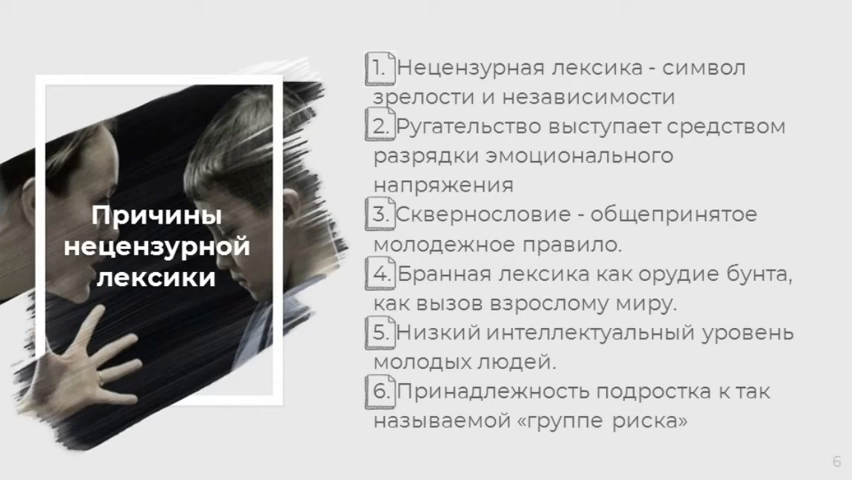 Причины
нецензурной
лексики
1. Нецензурная лексика - символ
зрелости и независимости
2. Ругательство выступает средством
разрядки эмоционального
напряжения
3. Сквернословие - общепринятое
молодежное правило.
4. Бранная лексика как орудие бунта,
как вызов взрослому миру.
5. Низкий интеллектуальный уровень
молодых людей.
6. Принадлежность подростка к так
называемой «группе риска»
6